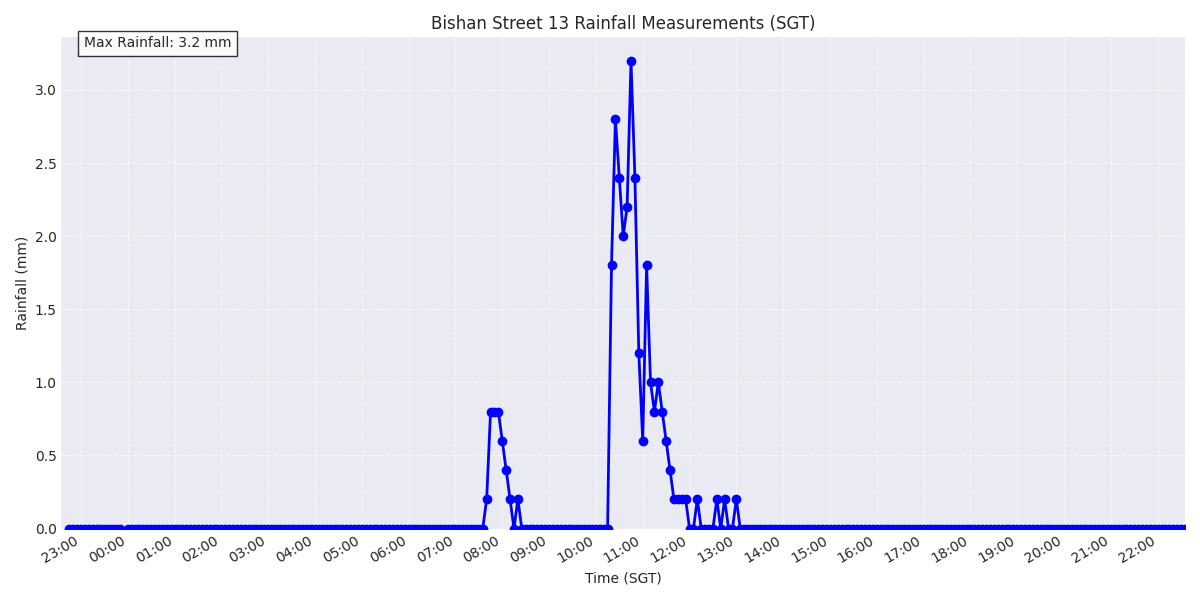 Bishan Street 13 Rainfall Measurements (SGT)
Max Rainfall: 3.2 mm
Rainfall (mm)
3.0
2.5
2.0
1.5
1.0
0.5
0.0
23:00 00:00 01:00 02:00 03:00 04:00 05:00 06:00 07:00 08:00 09:00 10:00 11:00 12:00 13:00 14:00 15:00 16:00 17:00 18:00 19:00 20:00 21:00 22:00
Time (SGT)